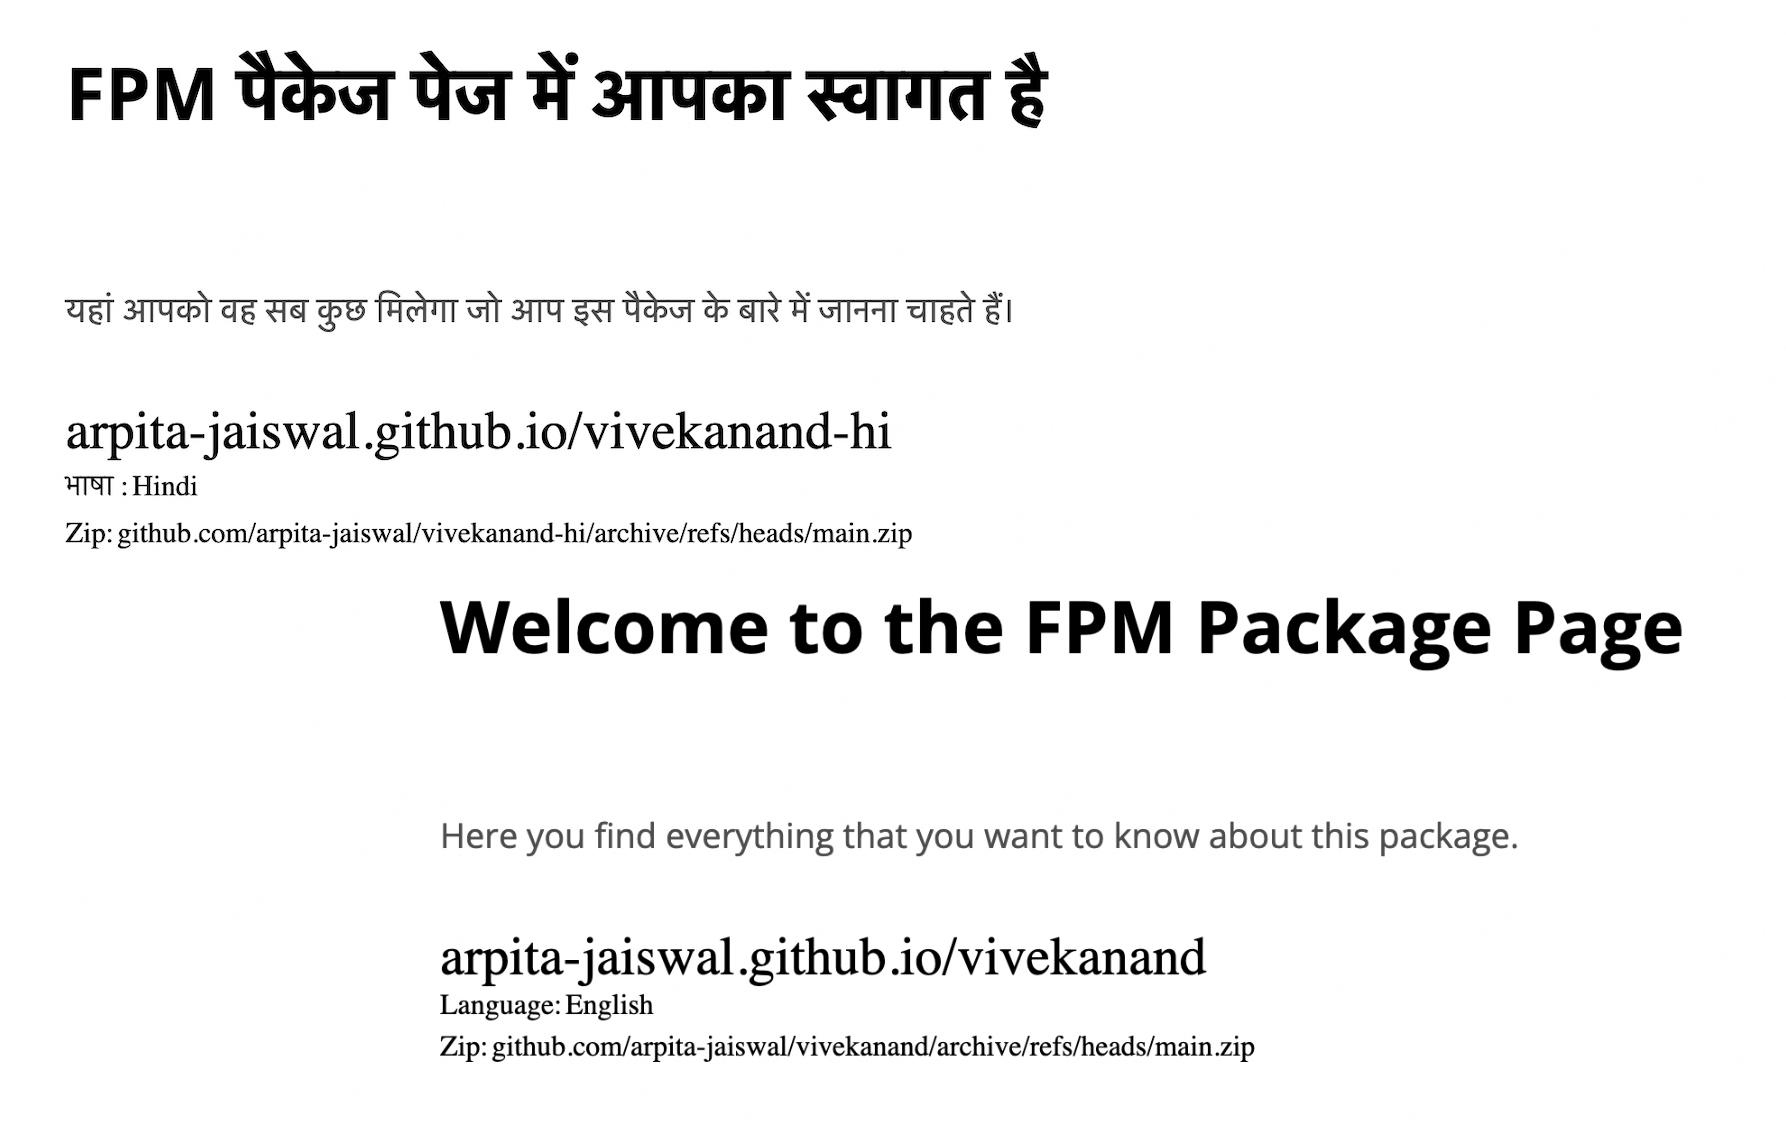 FPM पैकेज पेज में आपका स्वागत है
यहां आपको वह सब कुछ मिलेगा जो आप इस पैकेज के बारे में जानना चाहते हैं।
arpita-jaiswal.github.io/vivekanand-hi
भाषा : Hindi
Zip: github.com/arpita-jaiswal/vivekanand-hi/archive/refs/heads/main.zip
Welcome to the FPM Package Page
Here you find everything that you want to know about this package.
arpita-jaiswal.github.io/vivekanand
Language: English
Zip: github.com/arpita-jaiswal/vivekanand/archive/refs/heads/main.zip